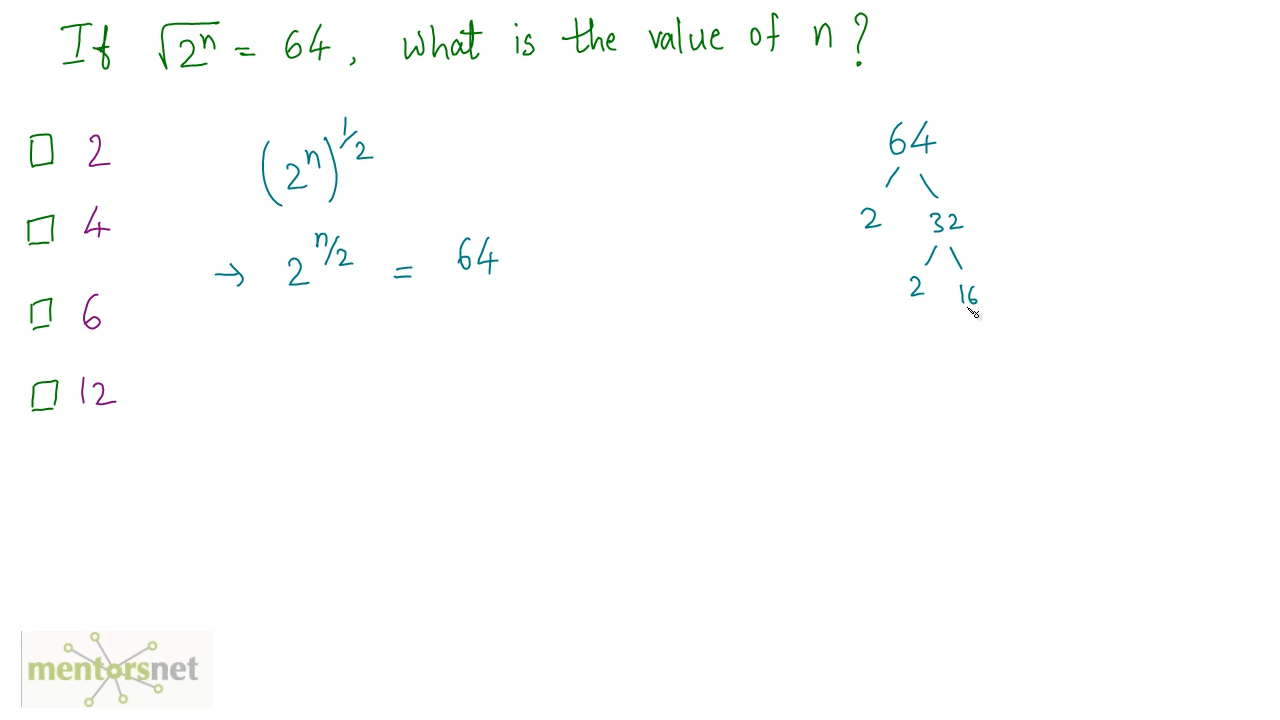 If √2ⁿ = 64, what is the value of n?
2
4
6
12
(2ⁿ)^1/2
→ 2^n/2 = 64
64
2 32
2 16
mentorsnet